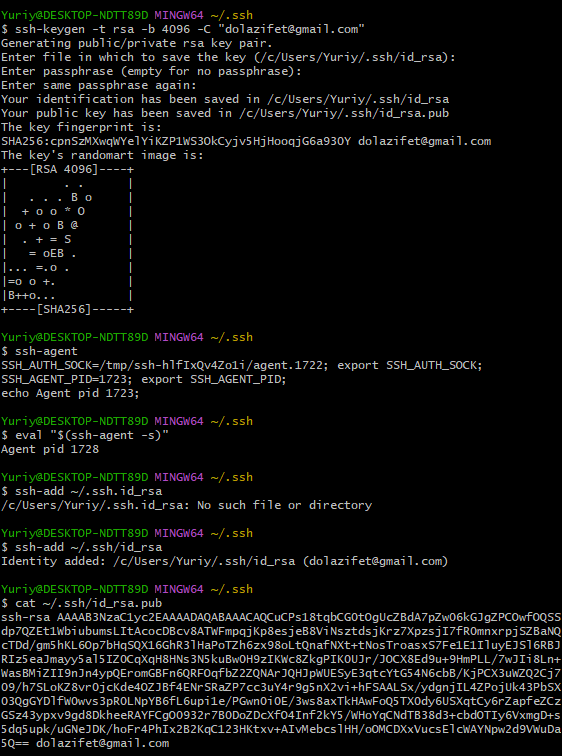 Yuriy@DESKTOP-NDTT89D MINGW64 ~/.ssh
$ ssh-keygen -t rsa -b 4096 -C "dolazifet@gmail.com"
Generating public/private rsa key pair.
Enter file in which to save the key (/c/Users/Yuriy/.ssh/id_rsa):
Enter passphrase (empty for no passphrase):
Enter same passphrase again:
Your identification has been saved in /c/Users/Yuriy/.ssh/id_rsa
Your public key has been saved in /c/Users/Yuriy/.ssh/id_rsa.pub
The key fingerprint is:
SHA256:cpnSzMXwqWYelYiKZP1WS3OkCyjv5HjHooqjG6a93OY dolazifet@gmail.com
The key's randomart image is:
+---[RSA 4096]----+
|        . .      |
|   . . . B o     |
|  + o o * O      |
| o + o B @       |
|  . + = S        |
|   = oEB .       |
|... =.o .        |
|=o o +.          |
|B++o...          |
+----[SHA256]-----+
Yuriy@DESKTOP-NDTT89D MINGW64 ~/.ssh
$ ssh-agent
SSH_AUTH_SOCK=/tmp/ssh-hlfIxQv4Zo1i/agent.1722; export SSH_AUTH_SOCK;
SSH_AGENT_PID=1723; export SSH_AGENT_PID;
echo Agent pid 1723;
Yuriy@DESKTOP-NDTT89D MINGW64 ~/.ssh
$ eval "$(ssh-agent -s)"
Agent pid 1728
Yuriy@DESKTOP-NDTT89D MINGW64 ~/.ssh
$ ssh-add ~/.ssh.id_rsa
/c/Users/Yuriy/.ssh.id_rsa: No such file or directory
Yuriy@DESKTOP-NDTT89D MINGW64 ~/.ssh
$ ssh-add ~/.ssh/id_rsa
Identity added: /c/Users/Yuriy/.ssh/id_rsa (dolazifet@gmail.com)
Yuriy@DESKTOP-NDTT89D MINGW64 ~/.ssh
$ cat ~/.ssh/id_rsa.pub
ssh-rsa AAAAB3NzaC1yc2EAAAADAQABAAACAQCuCPs18tqbCGOtOgUcZBdA7pZwO6kGJgZPCOwfOQSS
dp7QZEt1WbiubumsLItAcocDBcv8ATWFmpqjKp8esjeB8ViNsztdsjKrz7XpzsjI7fROmnxrpjSZBaNQ
cTDd/gm5hKL6Op7bHqSQX16GhR3lHaPoTZh6zx98oLtQnafNXt+tNosTroasxS7Fe1E1IluyEJSl6RBJ
RIz5eaJmayy5al5IZOCqXqH8HNs3N5kuBwOH9zIKWc8ZkgPIKOUJr/JOCX8Ed9u+9HmPLL/7wJIi8Ln+
WasBMiZII9nJn4ypQEromGBFn6QRFOqfbZ2ZQNArJQHJpWUESyE3qtcYtG54N6cbB/KjPCX3uWZQ2Cj7
O9/h7SLoKZ8vrOjcKde4OZJBf4ENrSRaZP7cc3uY4r9g5nX2vi+hFSAALSx/ydgnjIL4ZPojUk43PbSX
O3QgGYDlfWOwvs3pROLNpYB6fL6upi1e/PGwnOiOE/3ws8axTkHAwFoQ5TXOdy6USXqtCy6rZapfeZCz
GSz43ypxv9gd8DkheeRAYFCgOO932r7BODoZDcXfO4Inf2kY5/WHoYqCNdTB38d3+cbdOTIy6VxmgD+s
5dq5upk/uGNeJDK/hoFr4PhIx2B2KqC123HKtxv+AIvMebcslHH/oOMCDXxVucsElcWAYNpw2d9VWuDa
5Q== dolazifet@gmail.com